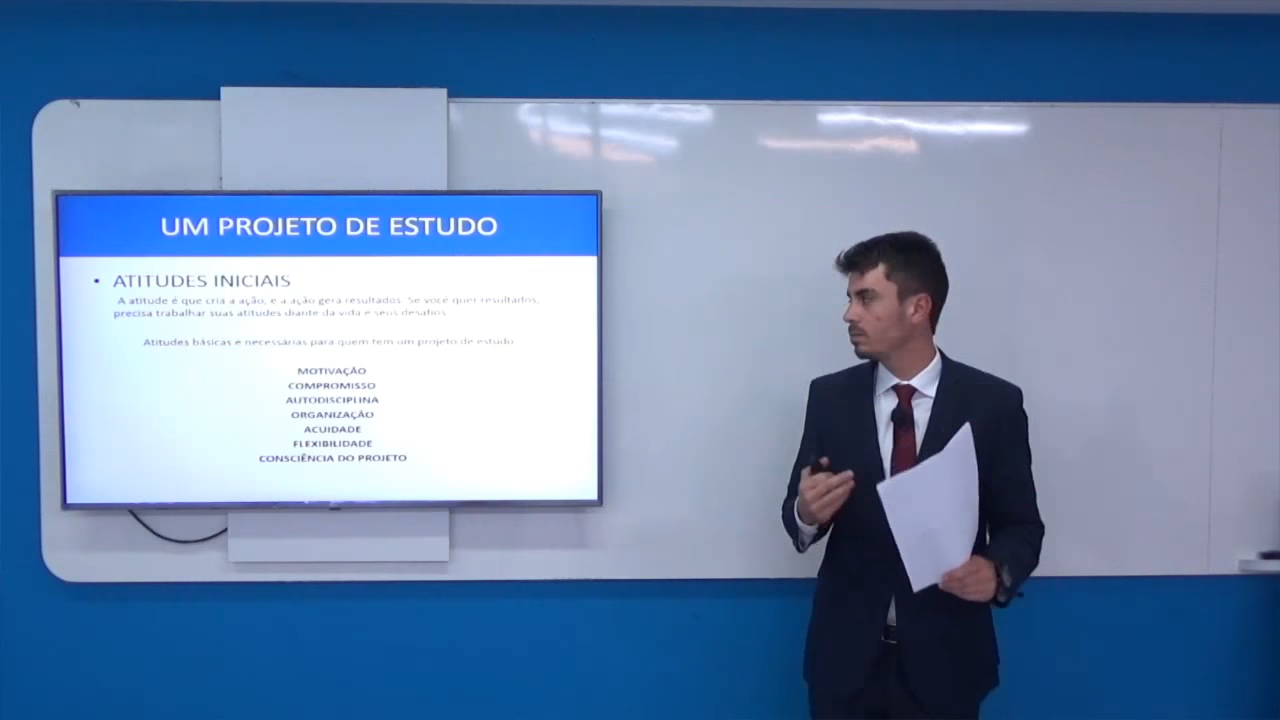 UM PROJETO DE ESTUDO
• ATITUDES INICIAIS
A atitude é que cria a ação, e a ação gera resultados. Se você quer resultados,
precisa trabalhar suas atitudes diante da vida e seus desafios.
Atitudes básicas e necessárias para quem tem um projeto de estudo
MOTIVAÇÃO
COMPROMISSO
AUTODISCIPLINA
ORGANIZAÇÃO
ACUIDADE
FLEXIBILIDADE
CONSCIÊNCIA DO PROJETO